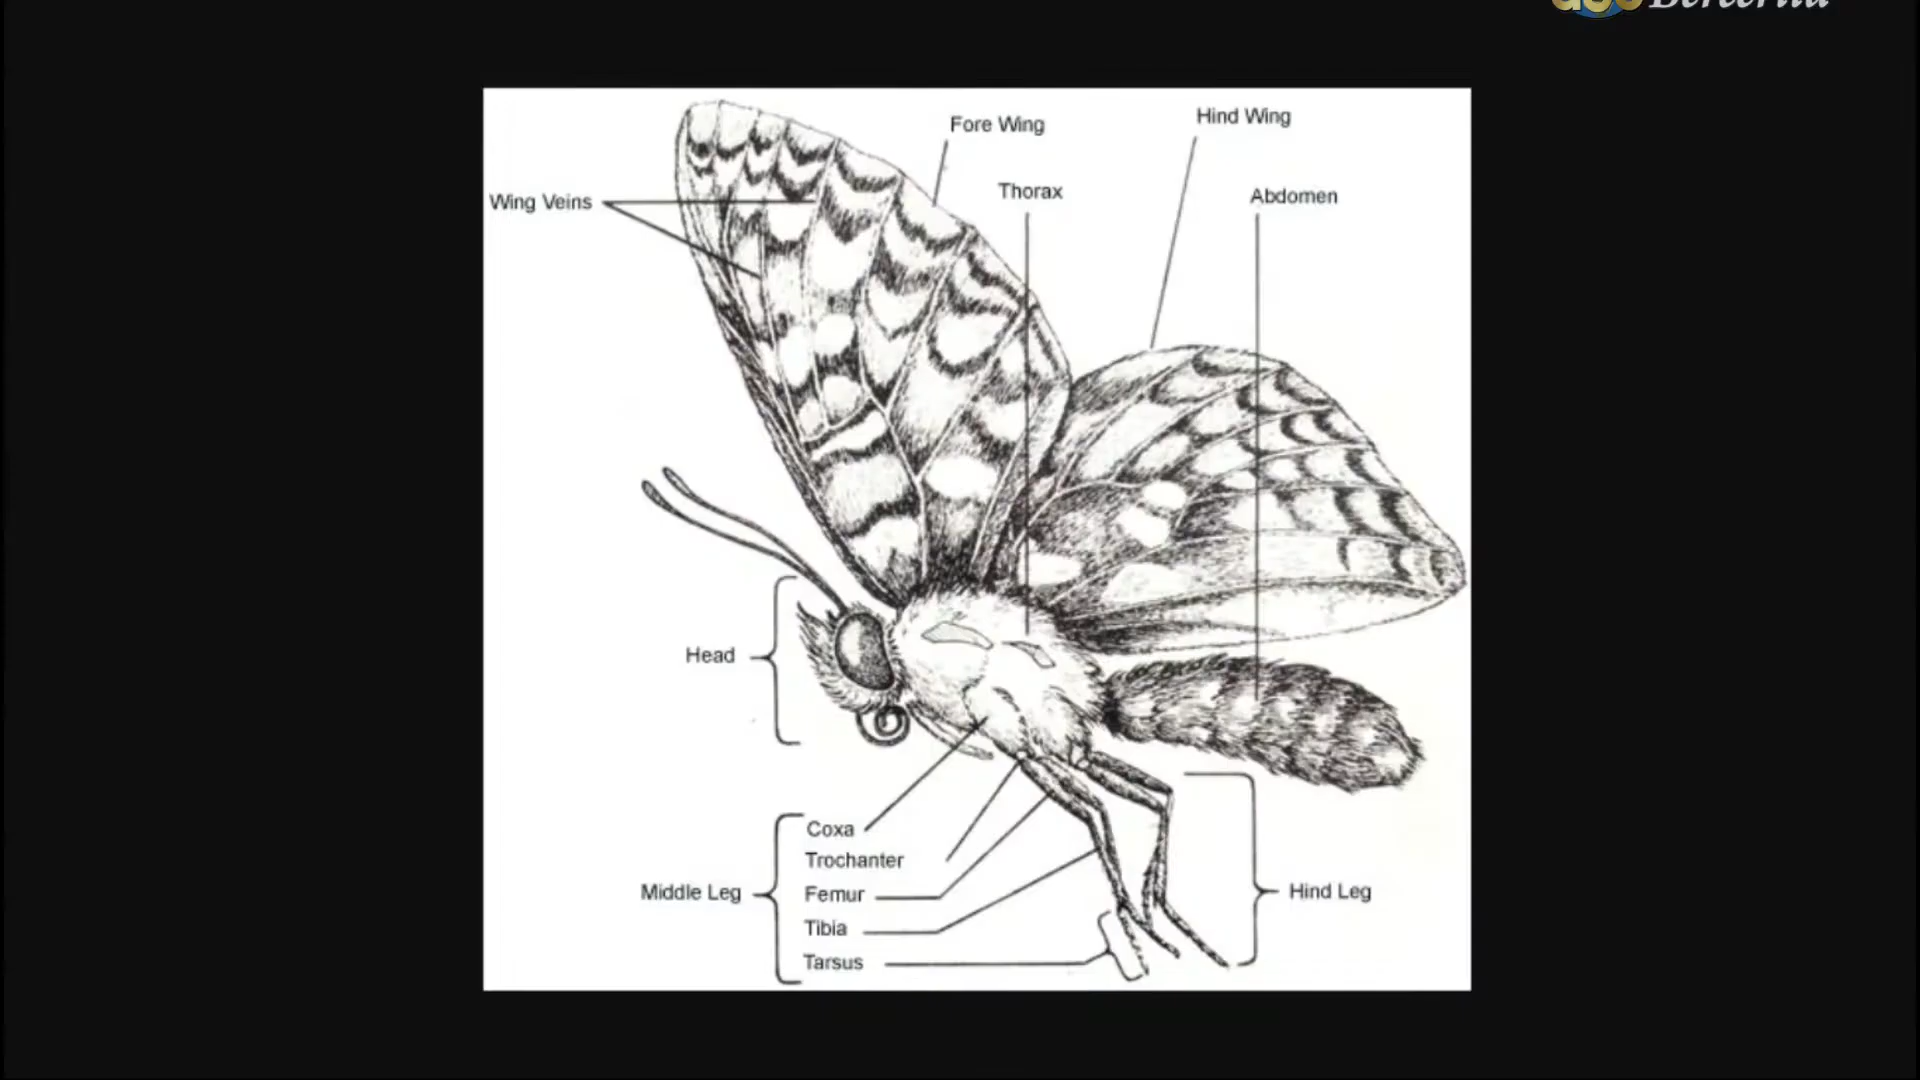 Fore Wing
Hind Wing
Thorax
Abdomen
Wing Veins
Head
Coxa
Trochanter
Middle Leg
Femur
Hind Leg
Tibia
Tarsus